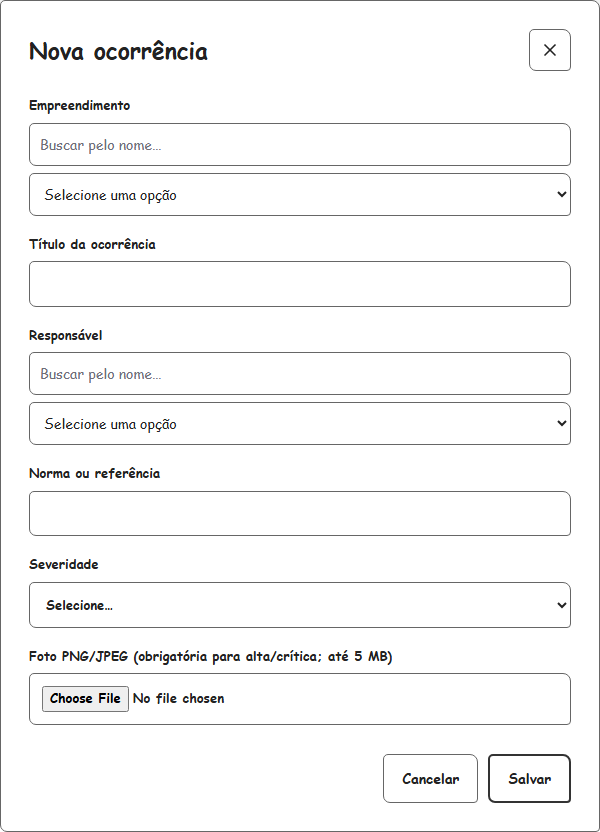 Nova ocorrência
Empreendimento
Buscar pelo nome...
Selecione uma opção
Título da ocorrência
Responsável
Buscar pelo nome...
Selecione uma opção
Norma ou referência
Severidade
Selecione...
Foto PNG/JPEG (obrigatória para alta/crítica; até 5 MB)
Choose File No file chosen
Cancelar Salvar